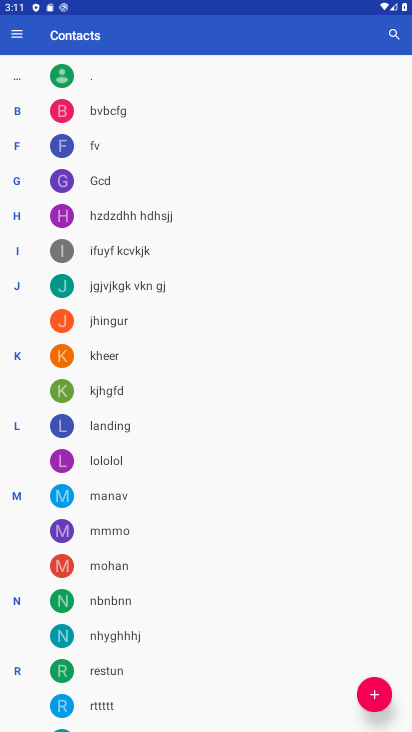 3:11
Contacts
... .
B B bvbcfg
F F fv
G G Gcd
H H hzdzdhh hdhsjj
I I ifuyf kcvkjk
J J jgjvjkgk vkn gj
J jhingur
K K kheer
K kjhgfd
L L landing
L lololol
M M manav
M mmmo
M mohan
N N nbnbnn
N nhyghhhj
R R restun
R rttttt